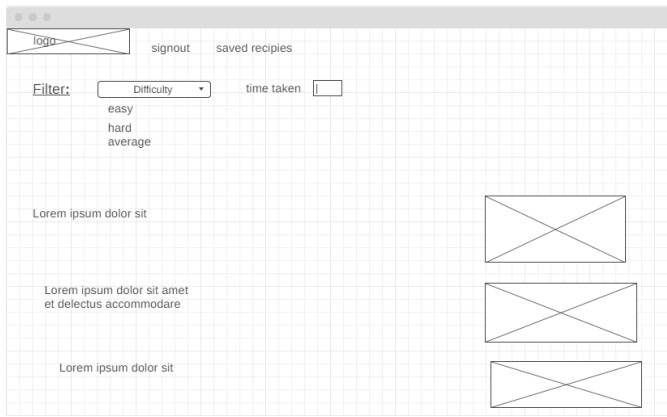 logo
signout saved recipies
Filter: Difficulty time taken
easy
hard
average
Lorem ipsum dolor sit
Lorem ipsum dolor sit amet
et delectus accommodare
Lorem ipsum dolor sit